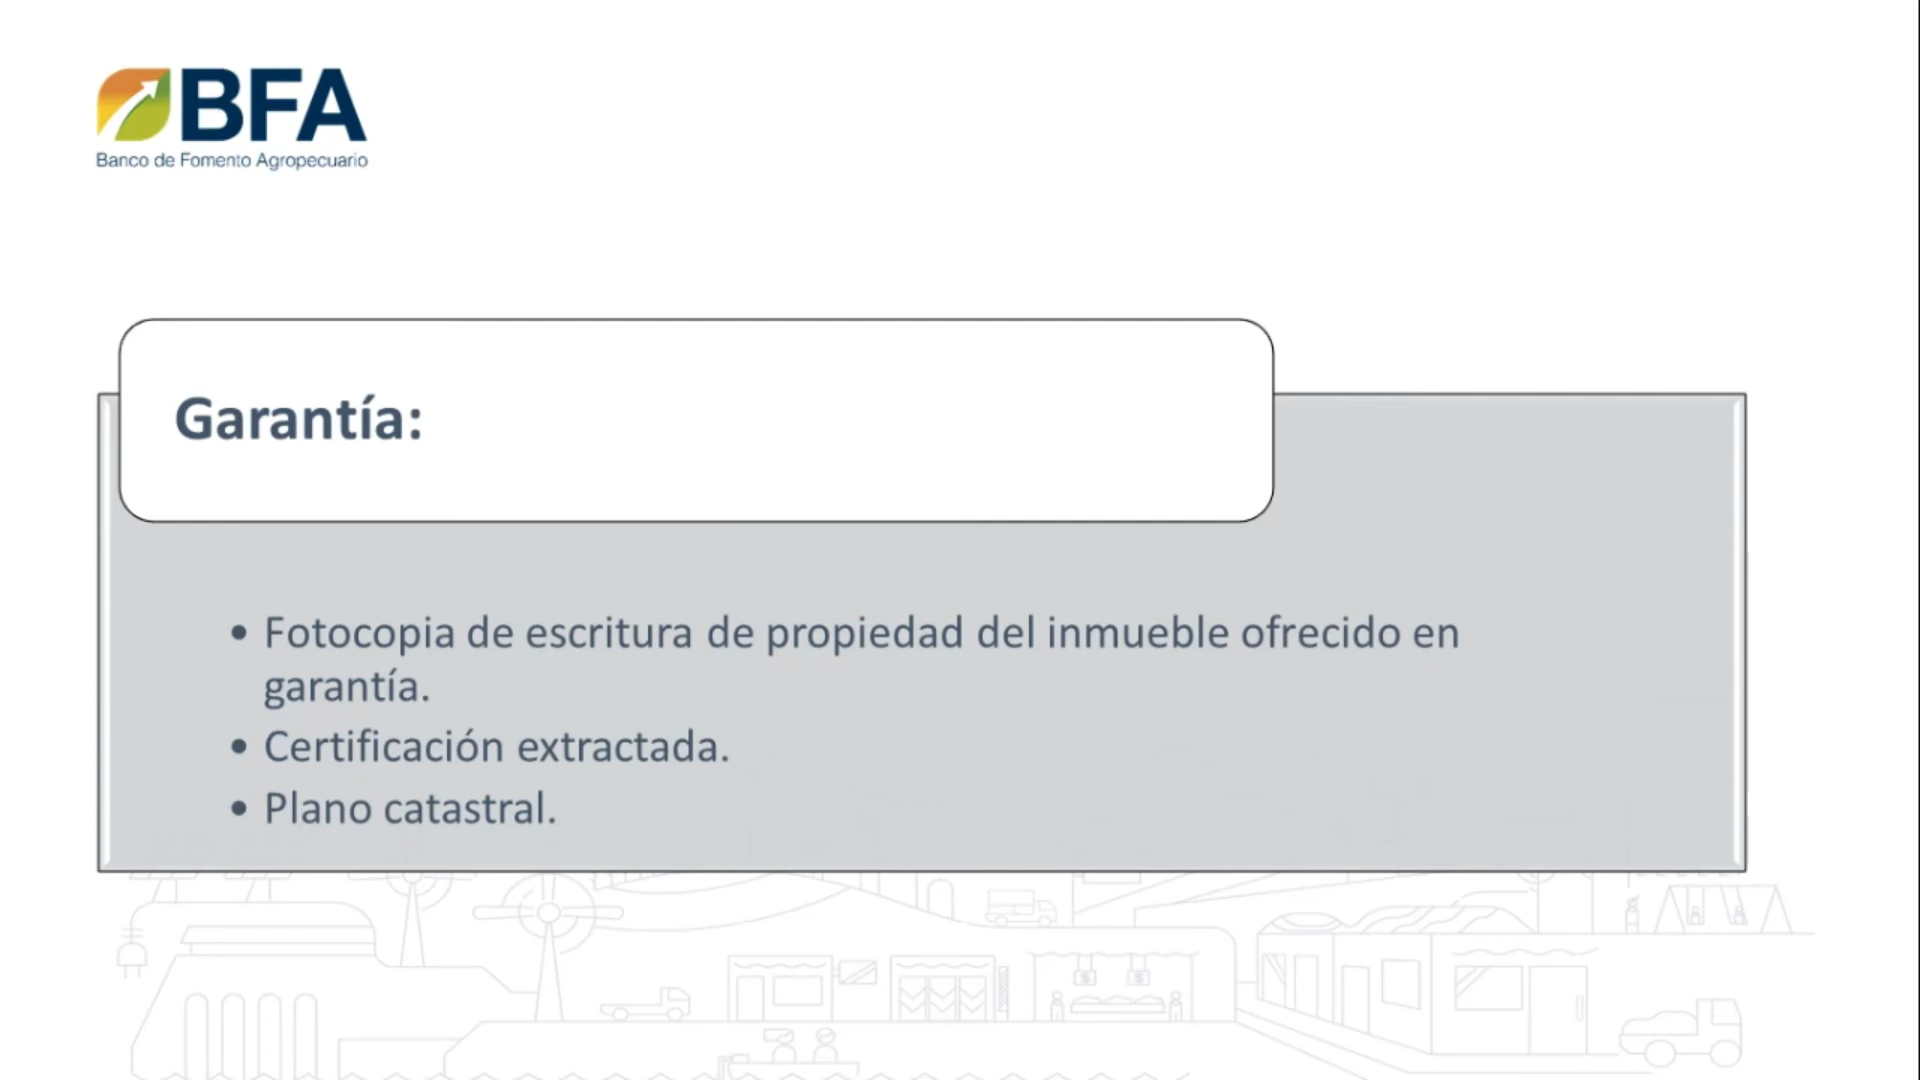 BFA
Banco de Fomento Agropecuario
Garantía:
• Fotocopia de escritura de propiedad del inmueble ofrecido en
garantía.
• Certificación extractada.
• Plano catastral.